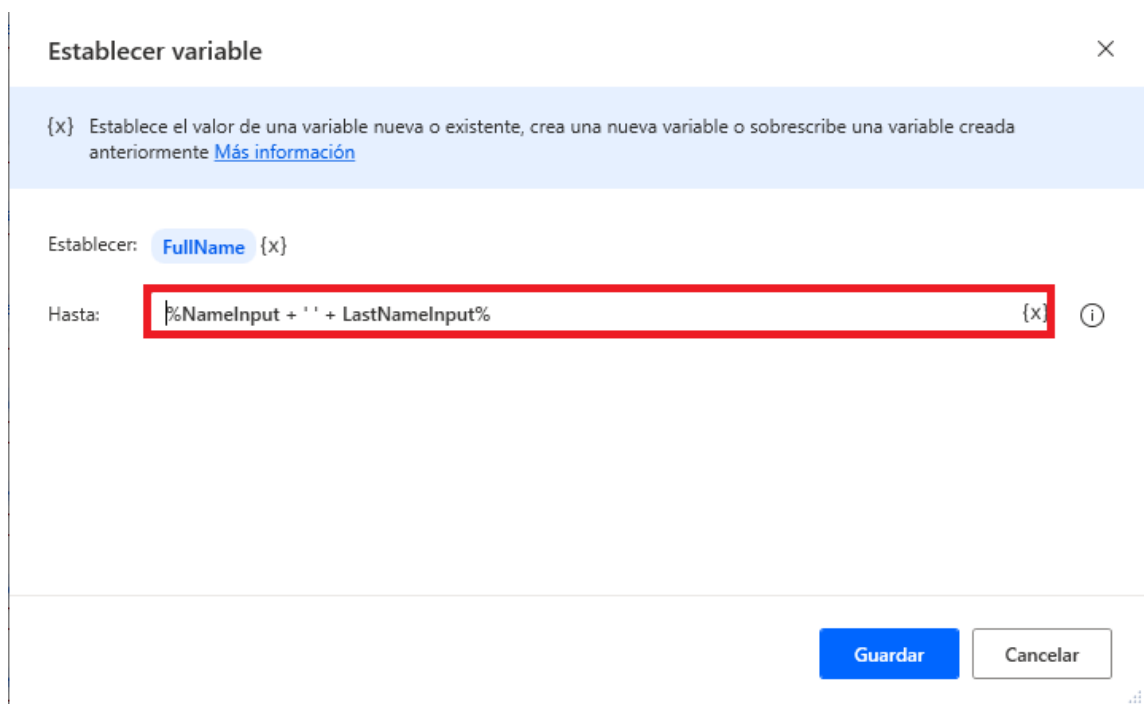 Establecer variable
{x} Establece el valor de una variable nueva o existente, crea una nueva variable o sobrescribe una variable creada
anteriormente Más información
Establecer: FullName {x}
Hasta: %NameInput + ' ' + LastNameInput% {x}
Guardar Cancelar